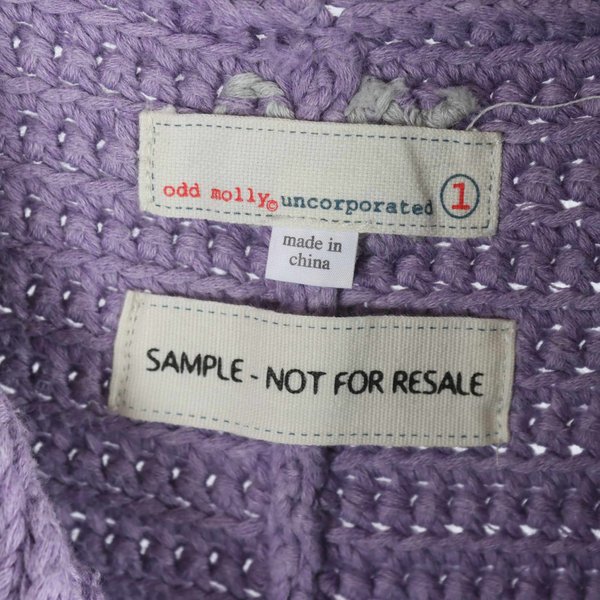 odd molly© uncorporated 1
made in
china
SAMPLE - NOT FOR RESALE